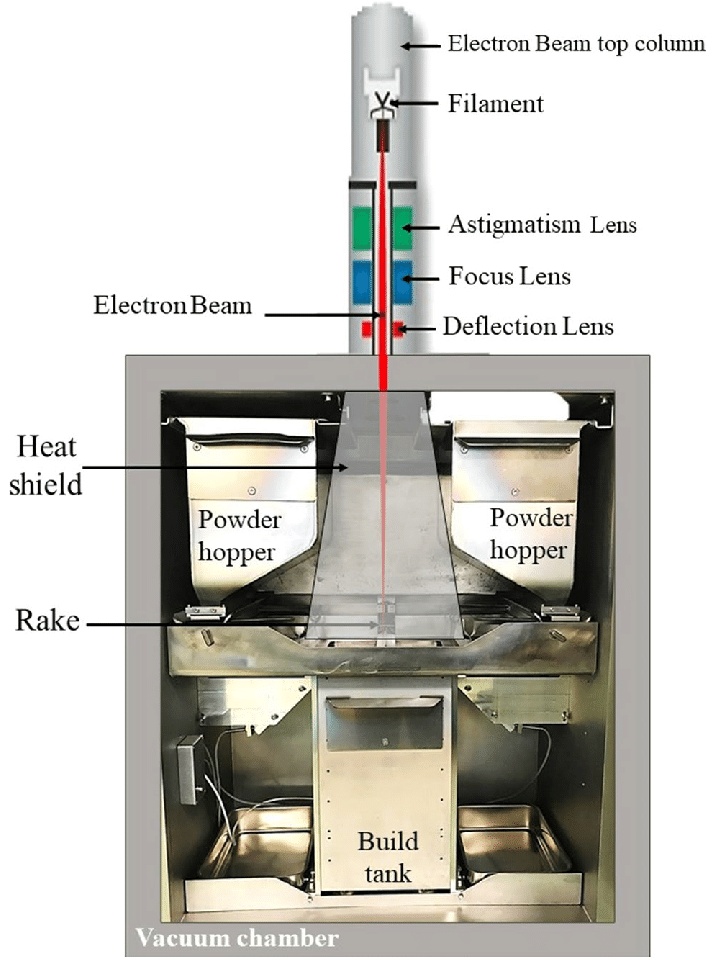 Electron Beam top column
Filament
Astigmatism Lens
Focus Lens
Electron Beam
Deflection Lens
Heat
shield
Powder
hopper
Powder
hopper
Rake
Build
tank
Vacuum chamber